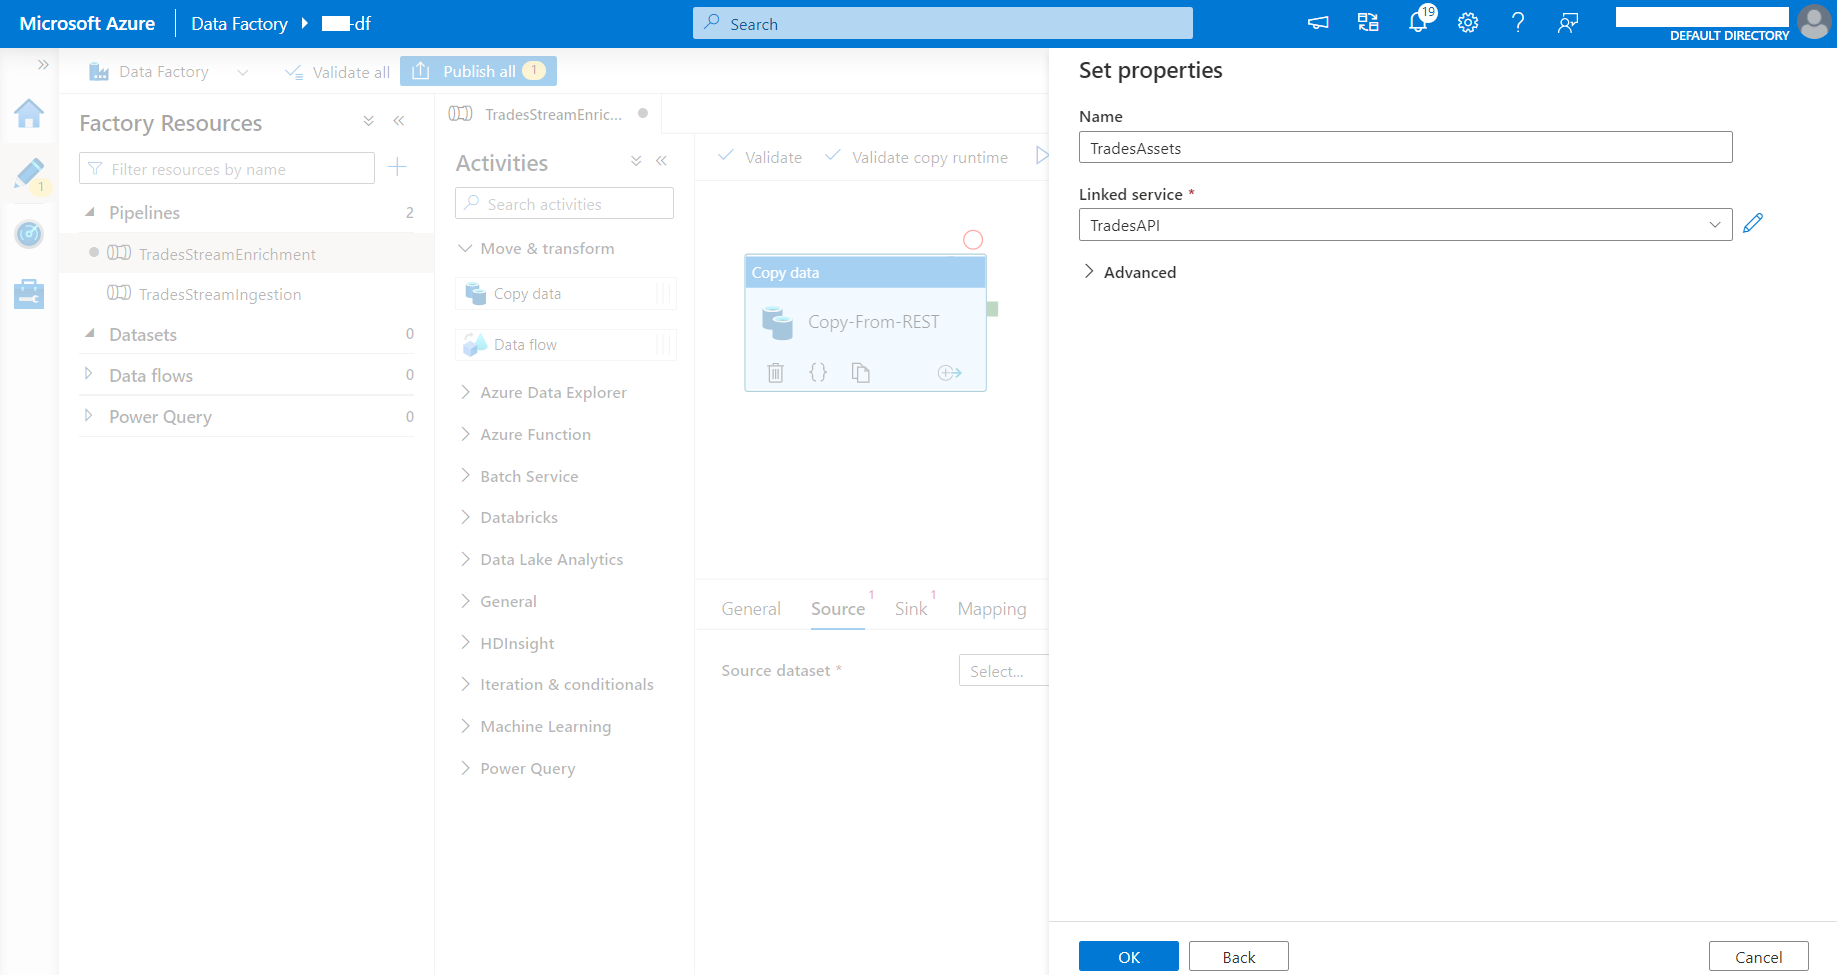 Microsoft Azure
Data Factory
-df
Search
19
DEFAULT DIRECTORY
Data Factory
Validate all
Publish all 1
1
Factory Resources
Filter resources by name
Pipelines 2
TradesStreamEnrichment
TradesStreamIngestion
Datasets 0
Data flows 0
Power Query 0
TradesStreamEnric...
Activities
Search activities
Move & transform
Copy data
Data flow
Azure Data Explorer
Azure Function
Batch Service
Databricks
Data Lake Analytics
General
HDInsight
Iteration & conditionals
Machine Learning
Power Query
Validate
Validate copy runtime
Copy data
Copy-From-REST
{}
General
Source 1
Sink 1
Mapping
Source dataset *
Select...
Set properties
Name
TradesAssets
Linked service *
TradesAPI
Advanced
OK
Back
Cancel